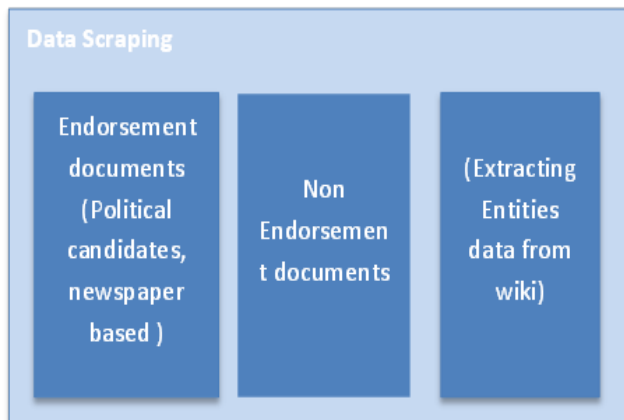 Data Scraping
Endorsement
documents
(Political
candidates,
newspaper
based )
Non
Endorsemen
t documents
(Extracting
Entities
data from
wiki)